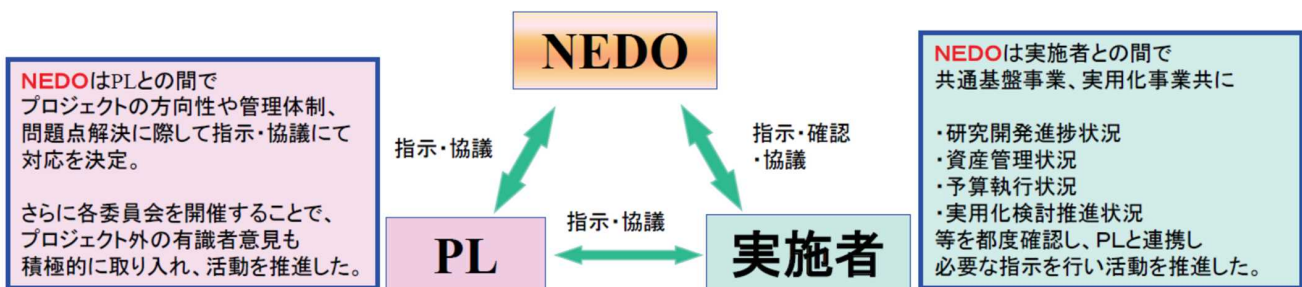 NEDO
NEDOはPLとの間で
プロジェクトの方向性や管理体制、
問題点解決に際して指示・協議にて
対応を決定。
さらに各委員会を開催することで、
プロジェクト外の有識者意見も
積極的に取り入れ、活動を推進した。
指示・協議
指示・確認
・協議
指示・協議
PL
実施者
NEDOは実施者との間で
共通基盤事業、実用化事業共に
・研究開発進捗状況
・資産管理状況
・予算執行状況
・実用化検討推進状況
等を都度確認し、PLと連携し
必要な指示を行い活動を推進した。